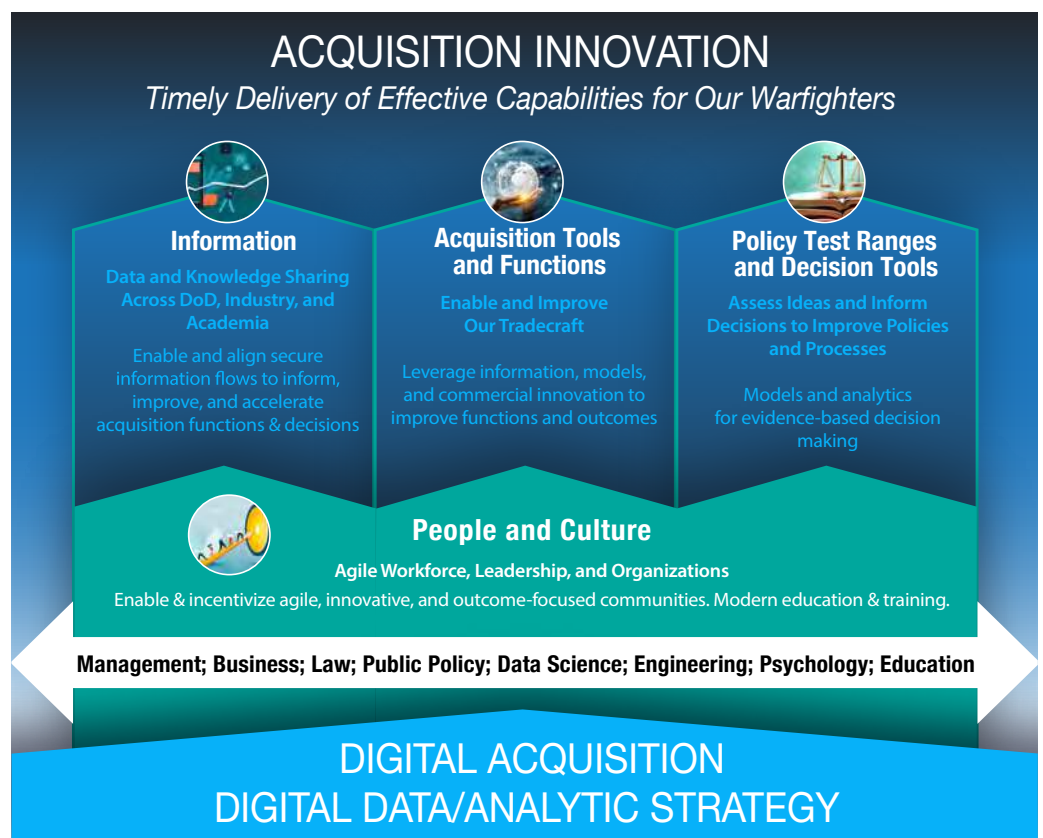 ACQUISITION INNOVATION
Timely Delivery of Effective Capabilities for Our Warfighters
Information
Data and Knowledge Sharing
Across DoD, Industry, and
Academia
Enable and align secure
information flows to inform,
improve, and accelerate
acquisition functions & decisions
Acquisition Tools
and Functions
Enable and Improve
Our Tradecraft
Leverage information, models,
and commercial innovation to
improve functions and outcomes
Policy Test Ranges
and Decision Tools
Assess Ideas and Inform
Decisions to Improve Policies
and Processes
Models and analytics
for evidence-based decision
making
People and Culture
Agile Workforce, Leadership, and Organizations
Enable & incentivize agile, innovative, and outcome-focused communities. Modern education & training.
Management; Business; Law; Public Policy; Data Science; Engineering; Psychology; Education
DIGITAL ACQUISITION
DIGITAL DATA/ANALYTIC STRATEGY